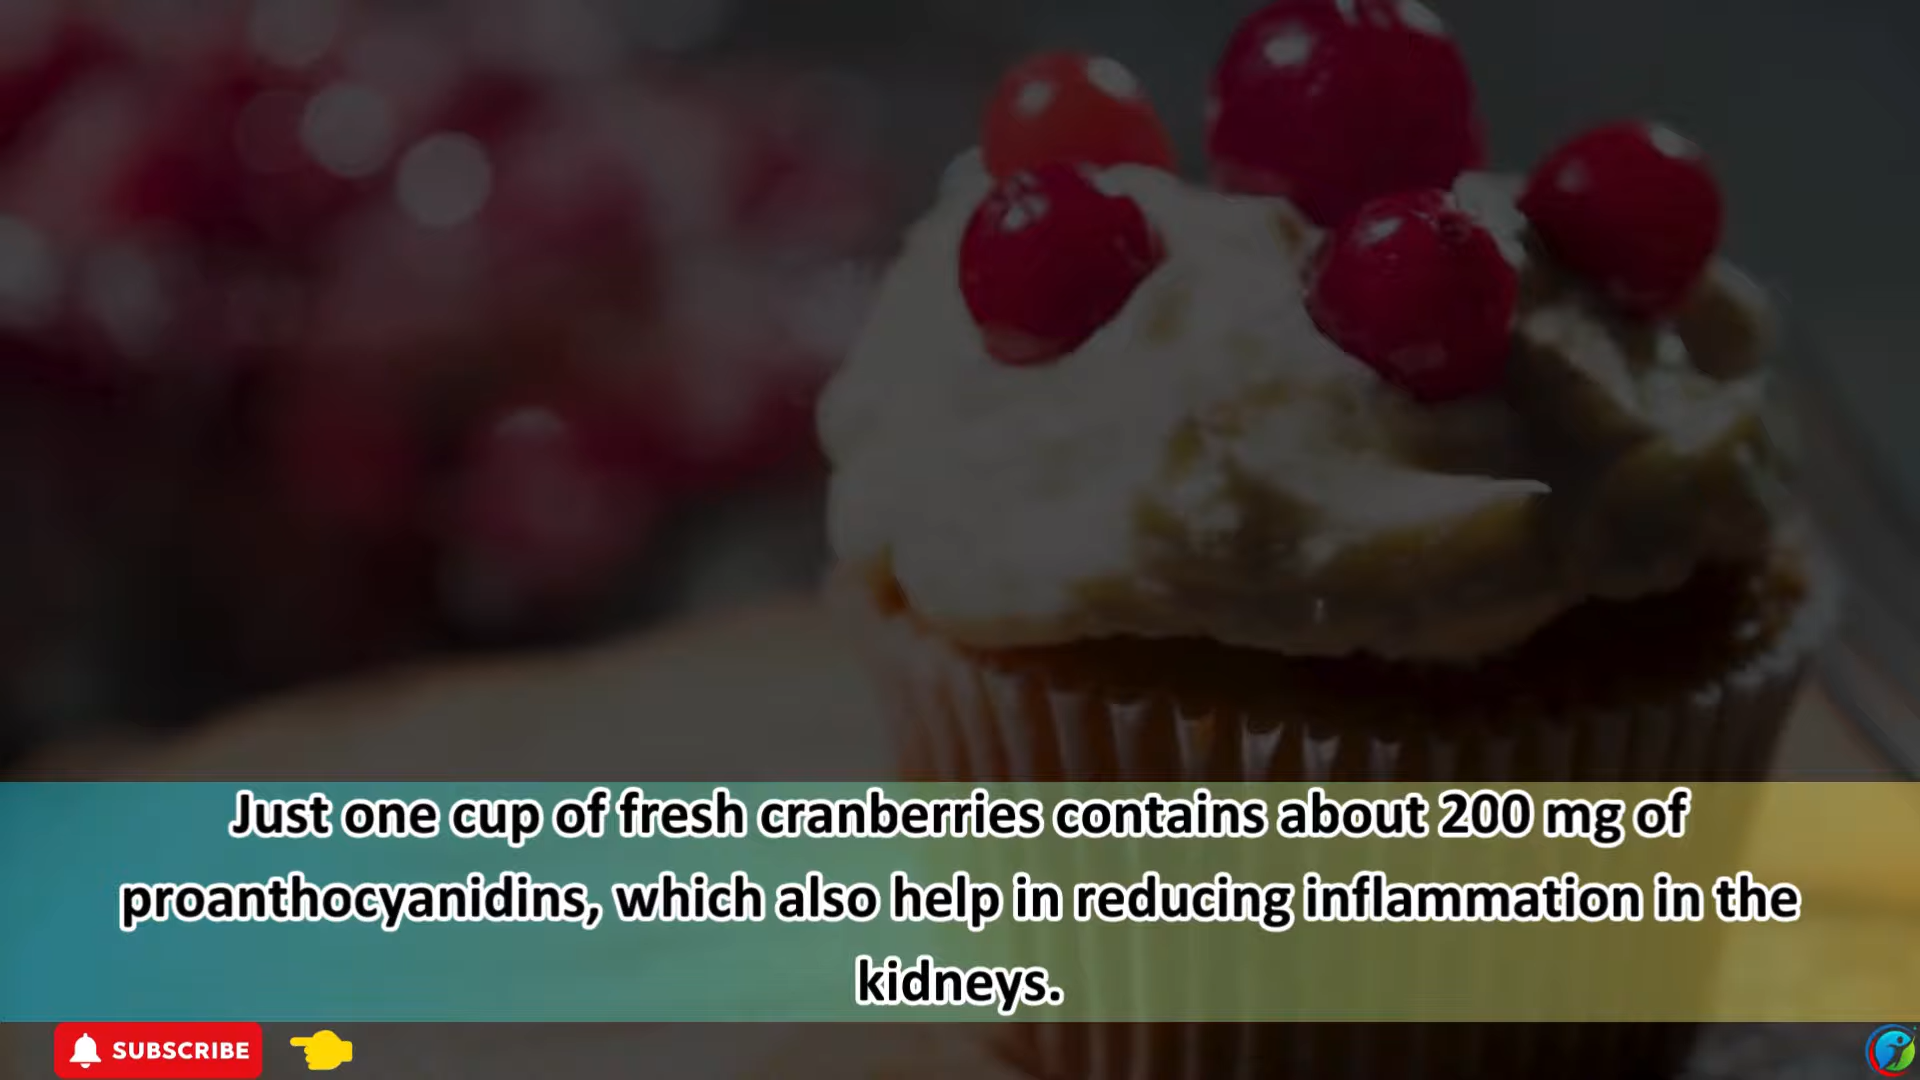 Just one cup of fresh cranberries contains about 200 mg of
proanthocyanidins, which also help in reducing inflammation in the
kidneys.
SUBSCRIBE